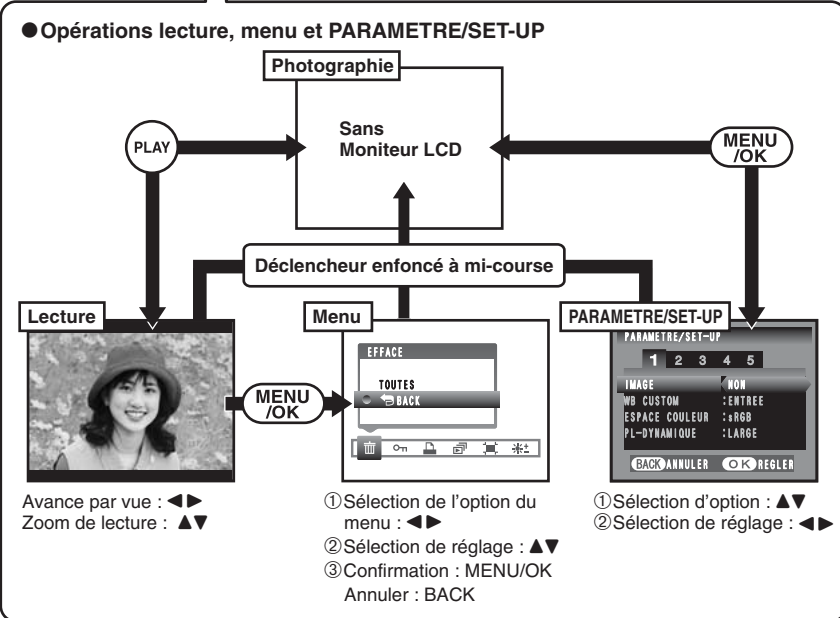 ●Opérations lecture, menu et PARAMETRE/SET-UP
Photographie
Sans
Moniteur LCD
PLAY
MENU
/OK
Déclencheur enfoncé à mi-course
Lecture
MENU
/OK
Menu
EFFACE
TOUTES
BACK
PARAMETRE/SET-UP
PARAMETRE/SET-UP
1 2 3 4 5
IMAGE NON
WB CUSTOM :ENTREE
ESPACE COULEUR :sRGB
PL-DYNAMIQUE :LARGE
BACK ANNULER OK REGLER
Avance par vue : ◀▶
Zoom de lecture : ▲▼
①Sélection de l'option du
menu : ◀▶
②Sélection de réglage : ▲▼
③Confirmation : MENU/OK
Annuler : BACK
①Sélection d'option : ▲▼
②Sélection de réglage : ◀▶